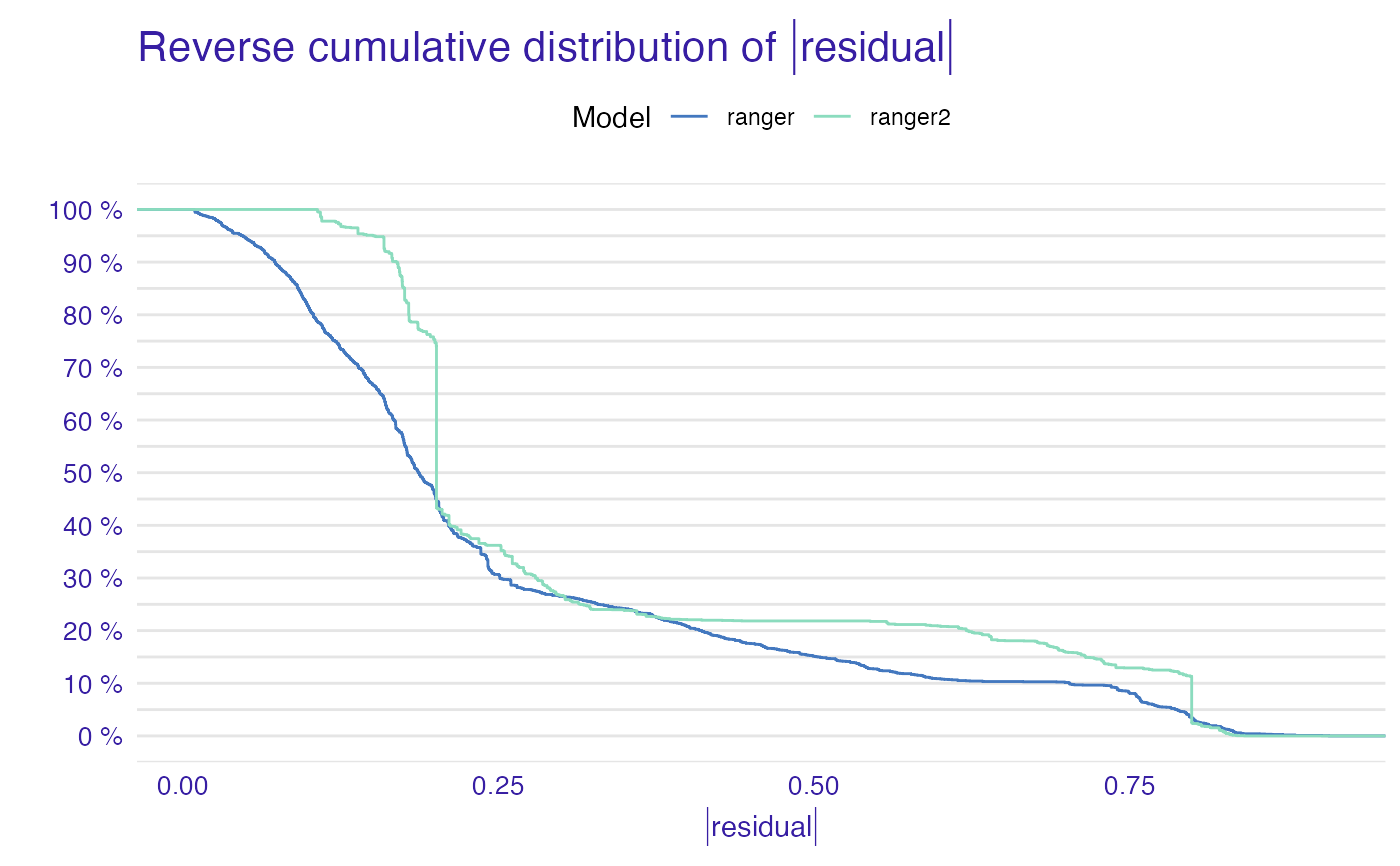 Reverse cumulative distribution of |residual|
Model ranger ranger2
100 %
90 %
80 %
70 %
60 %
50 %
40 %
30 %
20 %
10 %
0 %
0.00 0.25 0.50 0.75
|residual|